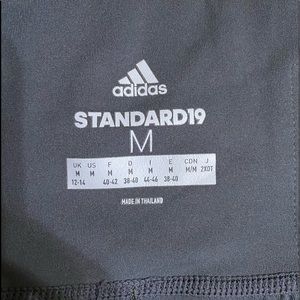 adidas
STANDARD19
M
UK US F D I E CON J
M M M M M M M/M 2XOT
12-14 40-42 38-40 44-46 38-40
MADE IN THAILAND